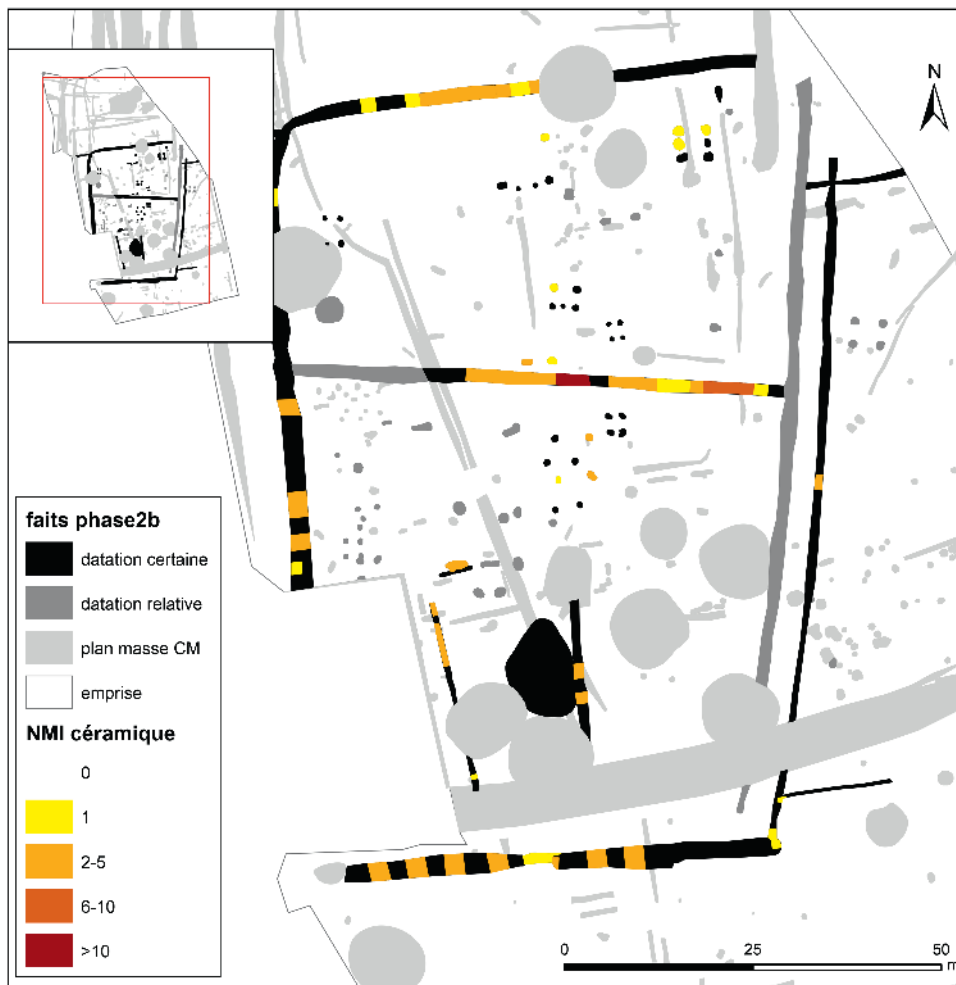 N
faits phase2b
datation certaine
datation relative
plan masse CM
emprise
NMI céramique
0
1
2-5
6-10
>10
0 25 50
m